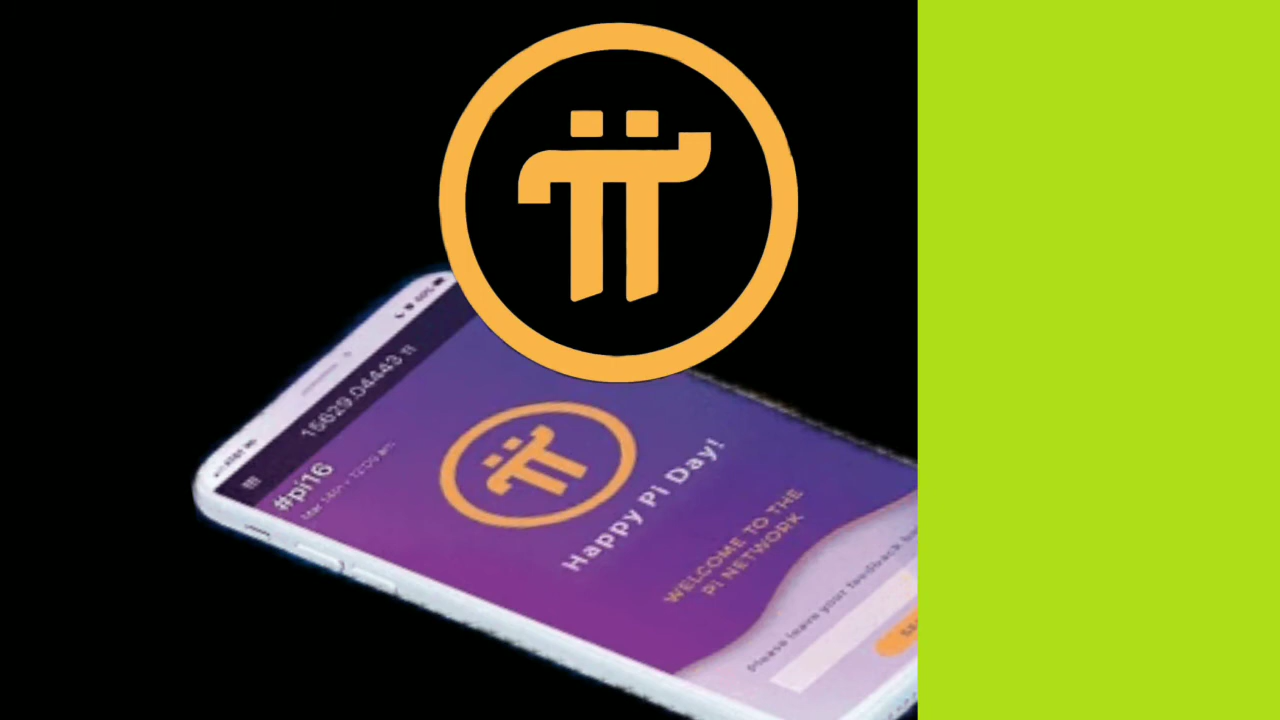 15629.04443 π
#pi16
Happy Pi Day!
WELCOME TO THE
PI NETWORK
Please leave your feedback